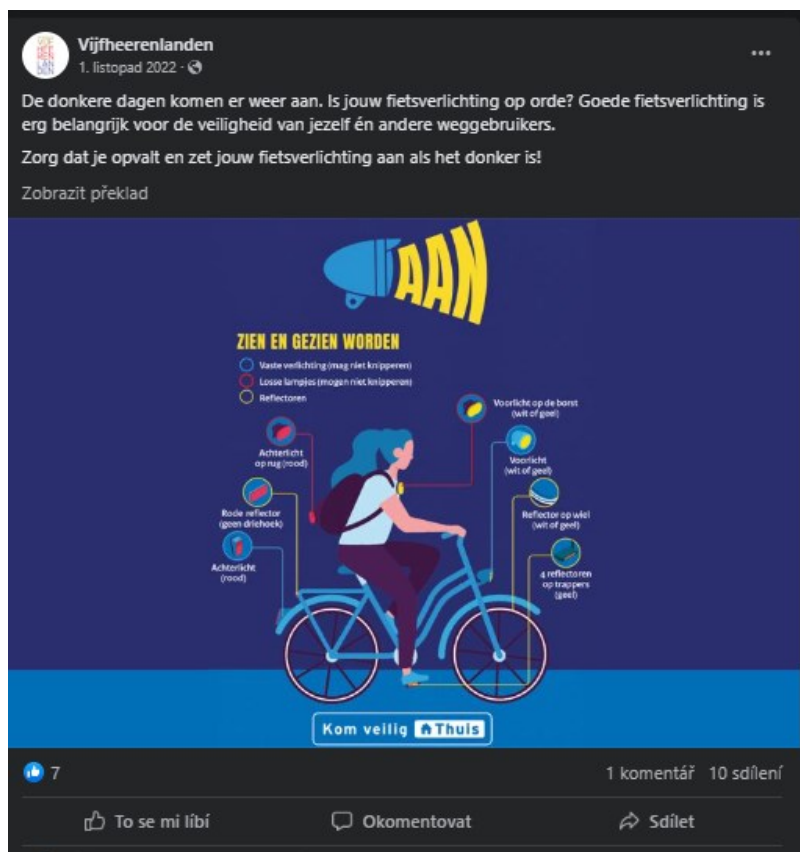 Vijfheerenlanden
1. listopad 2022 ·
De donkere dagen komen er weer aan. Is jouw fietsverlichting op orde? Goede fietsverlichting is
erg belangrijk voor de veiligheid van jezelf én andere weggebruikers.
Zorg dat je opvalt en zet jouw fietsverlichting aan als het donker is!
Zobrazit překlad
AAN
ZIEN EN GEZIEN WORDEN
Vaste verlichting (mag niet knipperen)
Losse lampjes (mogen niet knipperen)
Reflectoren
Voorlicht op de borst
(wit of geel)
Achterlicht
op rug (rood)
Voorlicht
(wit of geel)
Rode reflector
(geen driehoek)
Reflector op wiel
(wit of geel)
Achterlicht
(rood)
4 reflectoren
op trappers
(geel)
Kom veilig Thuis
7
1 komentář 10 sdílení
To se mi líbí Okomentovat Sdílet